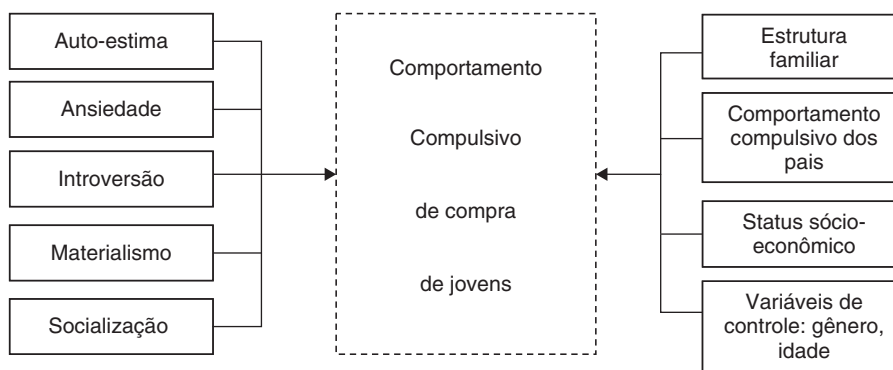 Auto-estima
Ansiedade
Introversão
Materialismo
Socialização
Comportamento
Compulsivo
de compra
de jovens
Estrutura
familiar
Comportamento
compulsivo dos
pais
Status sócio-
econômico
Variáveis de
controle: gênero,
idade